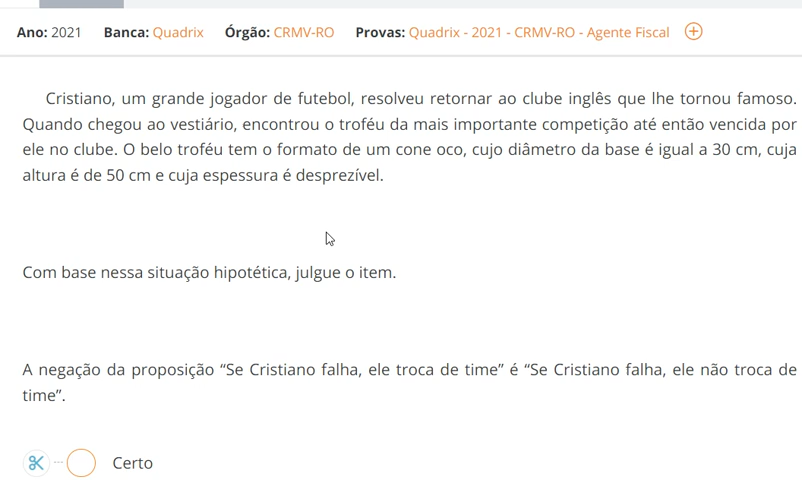 Ano: 2021 Banca: Quadrix Órgão: CRMV-RO Provas: Quadrix - 2021 - CRMV-RO - Agente Fiscal
Cristiano, um grande jogador de futebol, resolveu retornar ao clube inglês que lhe tornou famoso.
Quando chegou ao vestiário, encontrou o troféu da mais importante competição até então vencida por
ele no clube. O belo troféu tem o formato de um cone oco, cujo diâmetro da base é igual a 30 cm, cuja
altura é de 50 cm e cuja espessura é desprezível.
Com base nessa situação hipotética, julgue o item.
A negação da proposição “Se Cristiano falha, ele troca de time” é “Se Cristiano falha, ele não troca de
time”.
Certo